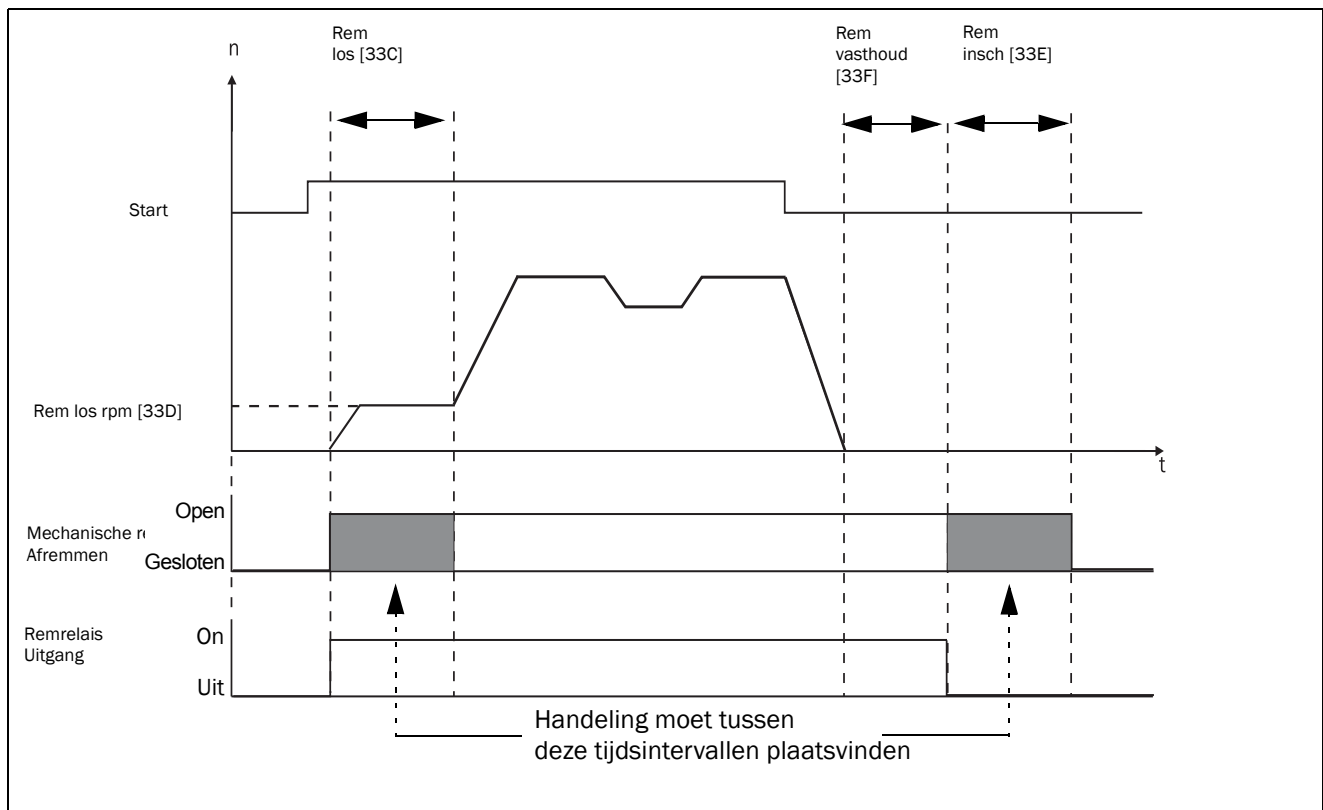 n
Rem
los [33C]
Rem
vasthoud
[33F]
Rem
insch [33E]
Start
Rem los rpm [33D]
t
Open
Mechanische
Afremmen
Gesloten
Remrelais
Uitgang
On
Uit
Handeling moet tussen
deze tijdsintervallen plaatsvinden